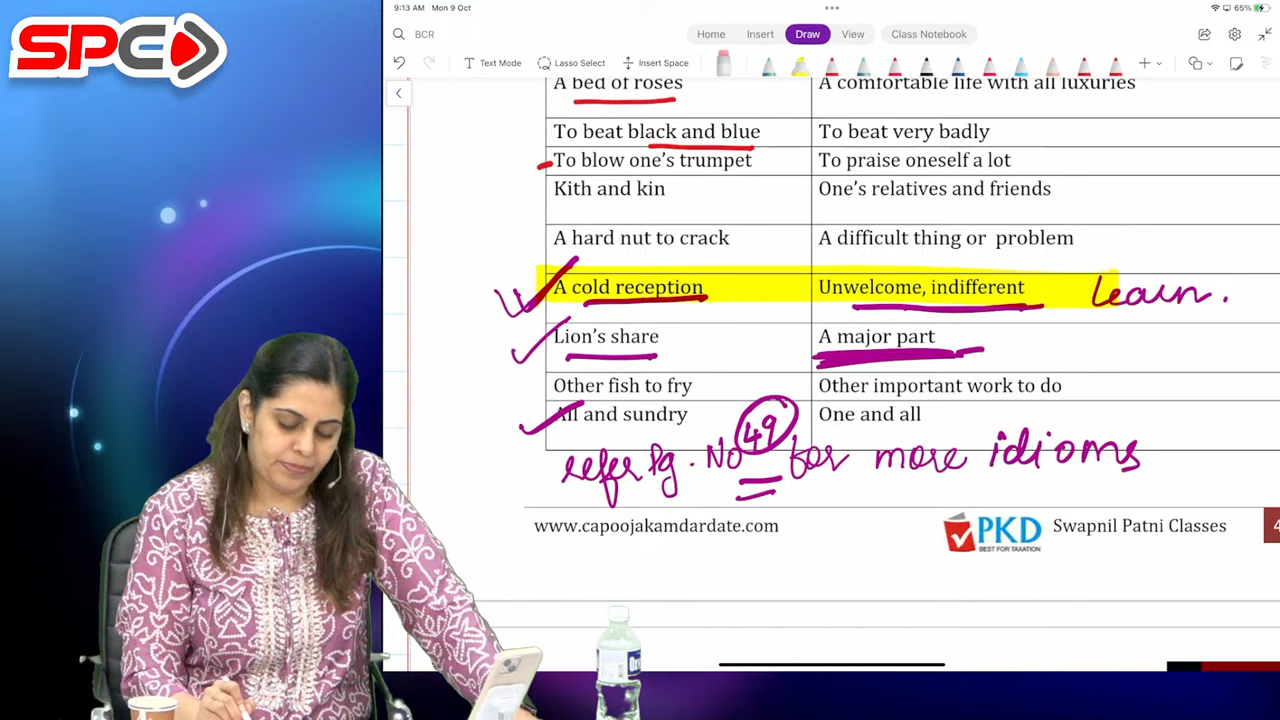 9:13 AM Mon 9 Oct
65%
SPC
BCR
Home Insert Draw View Class Notebook
Text Mode Lasso Select Insert Space
A bed of roses A comfortable life with all luxuries
To beat black and blue To beat very badly
To blow one's trumpet To praise oneself a lot
Kith and kin One's relatives and friends
A hard nut to crack A difficult thing or problem
A cold reception Unwelcome, indifferent learn.
Lion's share A major part
Other fish to fry Other important work to do
All and sundry One and all
refer Pg. No 49 for more idioms
www.capoojakamdardate.com PKD Swapnil Patni Classes 4
BEST FOR TAXATION